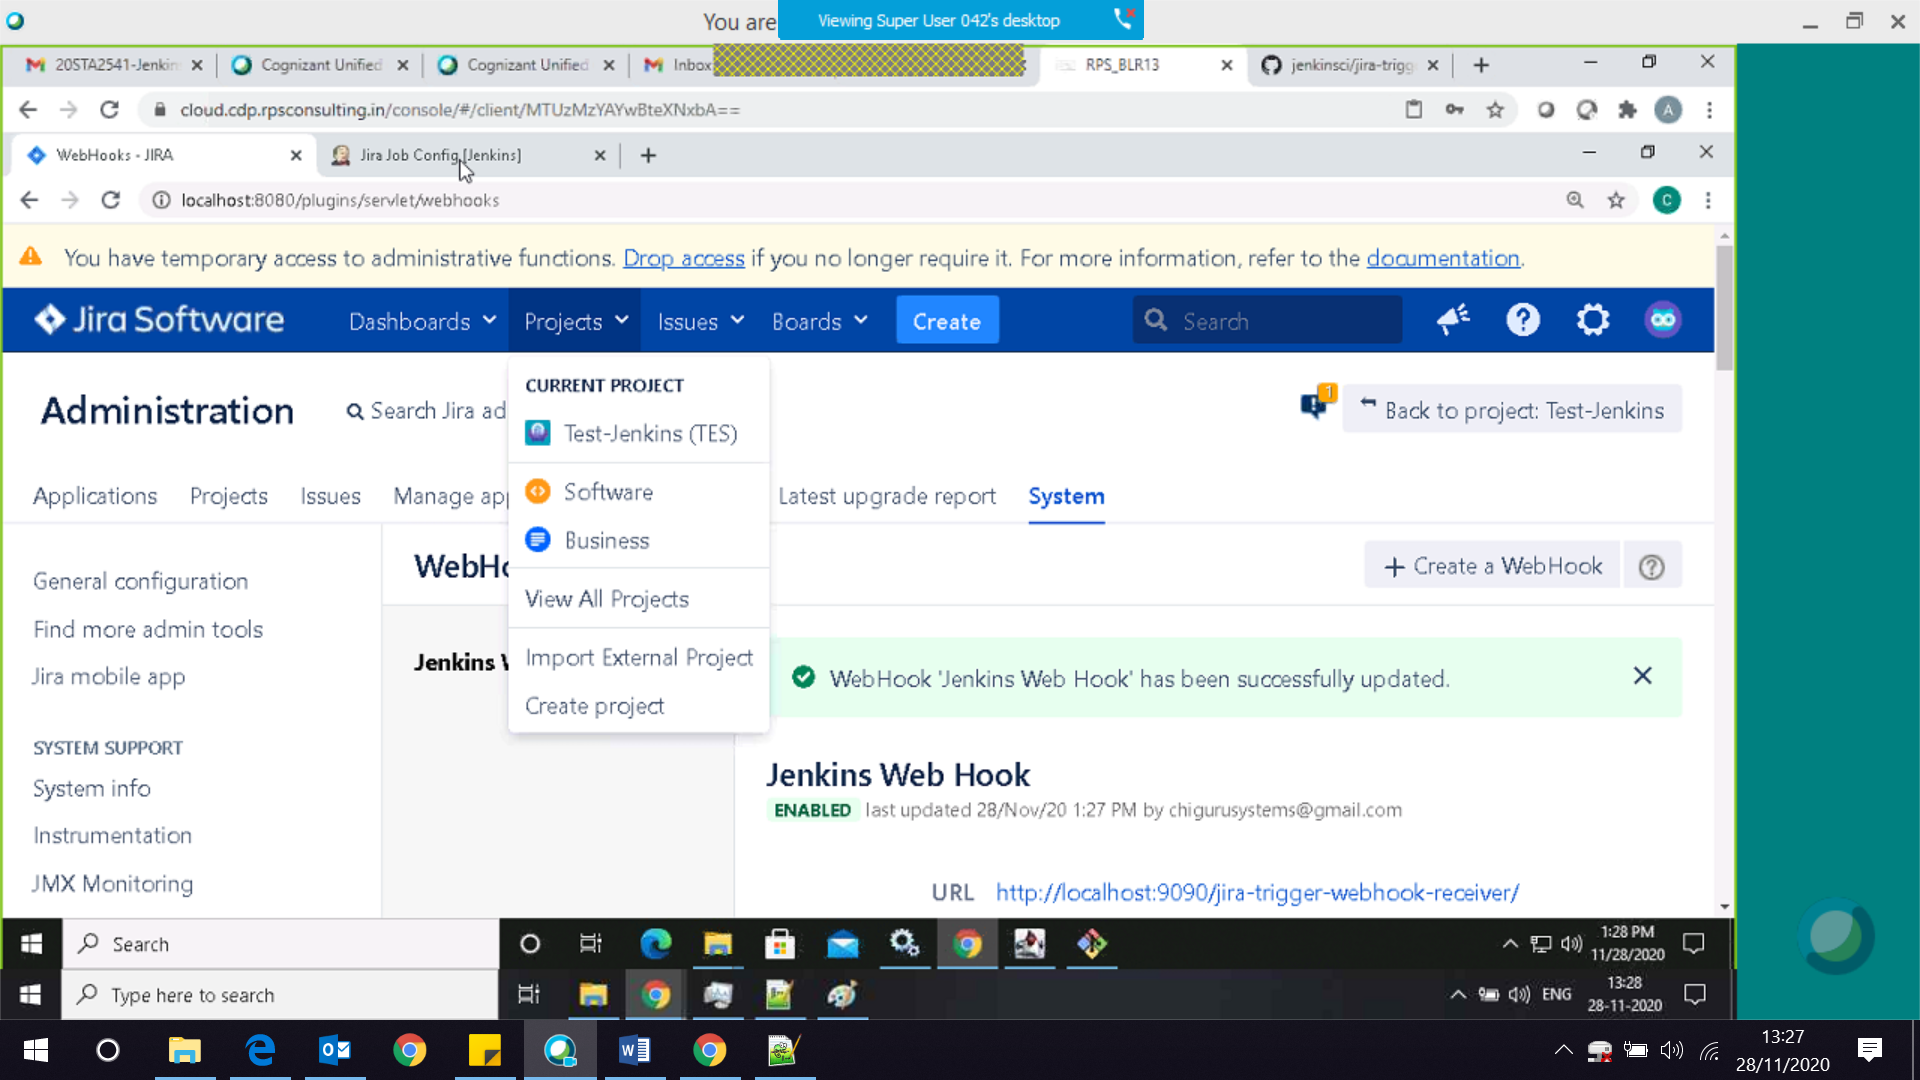 You are
Viewing Super User 042's desktop
20STA2541-Jenkin
Cognizant Unified
Cognizant Unified
Inbox
RPS_BLR13
jenkinsci/jira-trigg
cloud.cdp.rpsconsulting.in/console/#/client/MTUzMzYAYwBteXNxbA==
A
WebHooks - JIRA
Jira Job Config [Jenkins]
localhost:8080/plugins/servlet/webhooks
C
You have temporary access to administrative functions. Drop access if you no longer require it. For more information, refer to the documentation.
Jira Software
Dashboards
Projects
Issues
Boards
Create
Search
Administration
Search Jira ad
CURRENT PROJECT
Test-Jenkins (TES)
Software
Business
View All Projects
Import External Project
Create project
1
Back to project: Test-Jenkins
Applications
Projects
Issues
Manage app
Latest upgrade report
System
General configuration
Find more admin tools
Jira mobile app
SYSTEM SUPPORT
System info
Instrumentation
JMX Monitoring
WebHo
+ Create a WebHook
Jenkins W
WebHook 'Jenkins Web Hook' has been successfully updated.
Jenkins Web Hook
ENABLED last updated 28/Nov/20 1:27 PM by chigurusystems@gmail.com
URL http://localhost:9090/jira-trigger-webhook-receiver/
Search
1:28 PM
11/28/2020
Type here to search
ENG
13:28
28-11-2020
13:27
28/11/2020